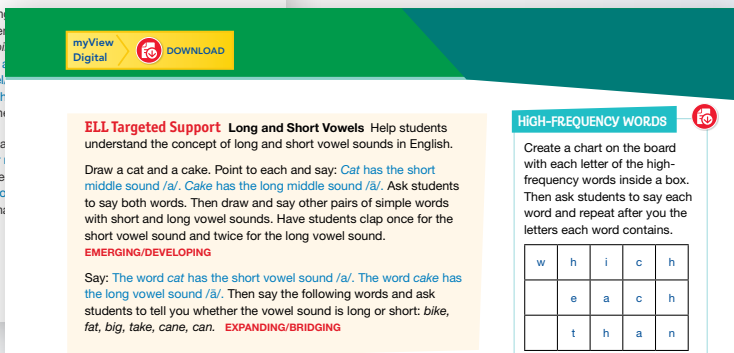 myView
Digital
DOWNLOAD
ELL Targeted Support Long and Short Vowels Help students
understand the concept of long and short vowel sounds in English.
Draw a cat and a cake. Point to each and say: Cat has the short
middle sound /a/. Cake has the long middle sound /ā/. Ask students
to say both words. Then draw and say other pairs of simple words
with short and long vowel sounds. Have students clap once for the
short vowel sound and twice for the long vowel sound.
EMERGING/DEVELOPING
Say: The word cat has the short vowel sound /a/. The word cake has
the long vowel sound /ā/. Then say the following words and ask
students to tell you whether the vowel sound is long or short: bike,
fat, big, take, cane, can. EXPANDING/BRIDGING
HIGH-FREQUENCY WORDS
Create a chart on the board
with each letter of the high-
frequency words inside a box.
Then ask students to say each
word and repeat after you the
letters each word contains.
w h i c h
e a c h
t h a n